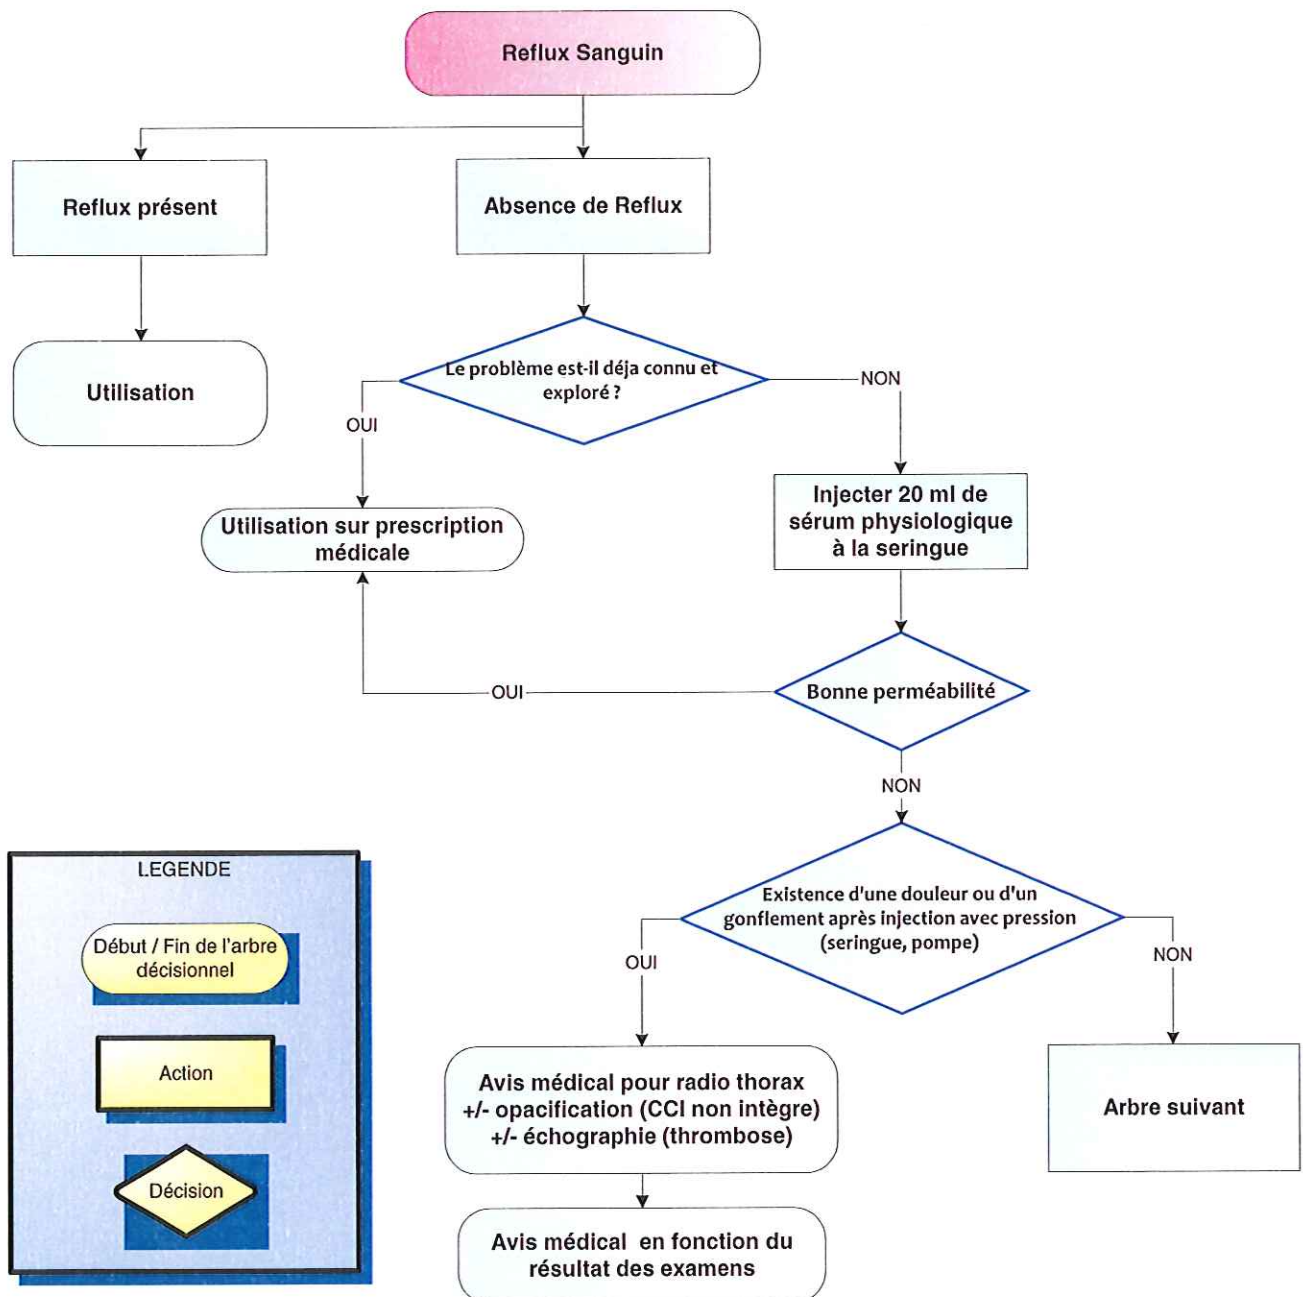 Reflux Sanguin
Reflux présent
Absence de Reflux
Utilisation
Le problème est-il déja connu et
exploré ?
OUI
NON
Utilisation sur prescription
médicale
Injecter 20 ml de
sérum physiologique
à la seringue
OUI
Bonne perméabilité
NON
Existence d'une douleur ou d'un
gonflement après injection avec pression
(seringue, pompe)
OUI
NON
Avis médical pour radio thorax
+/- opacification (CCI non intègre)
+/- échographie (thrombose)
Arbre suivant
Avis médical en fonction du
résultat des examens
LEGENDE
Début / Fin de l'arbre
décisionnel
Action
Décision